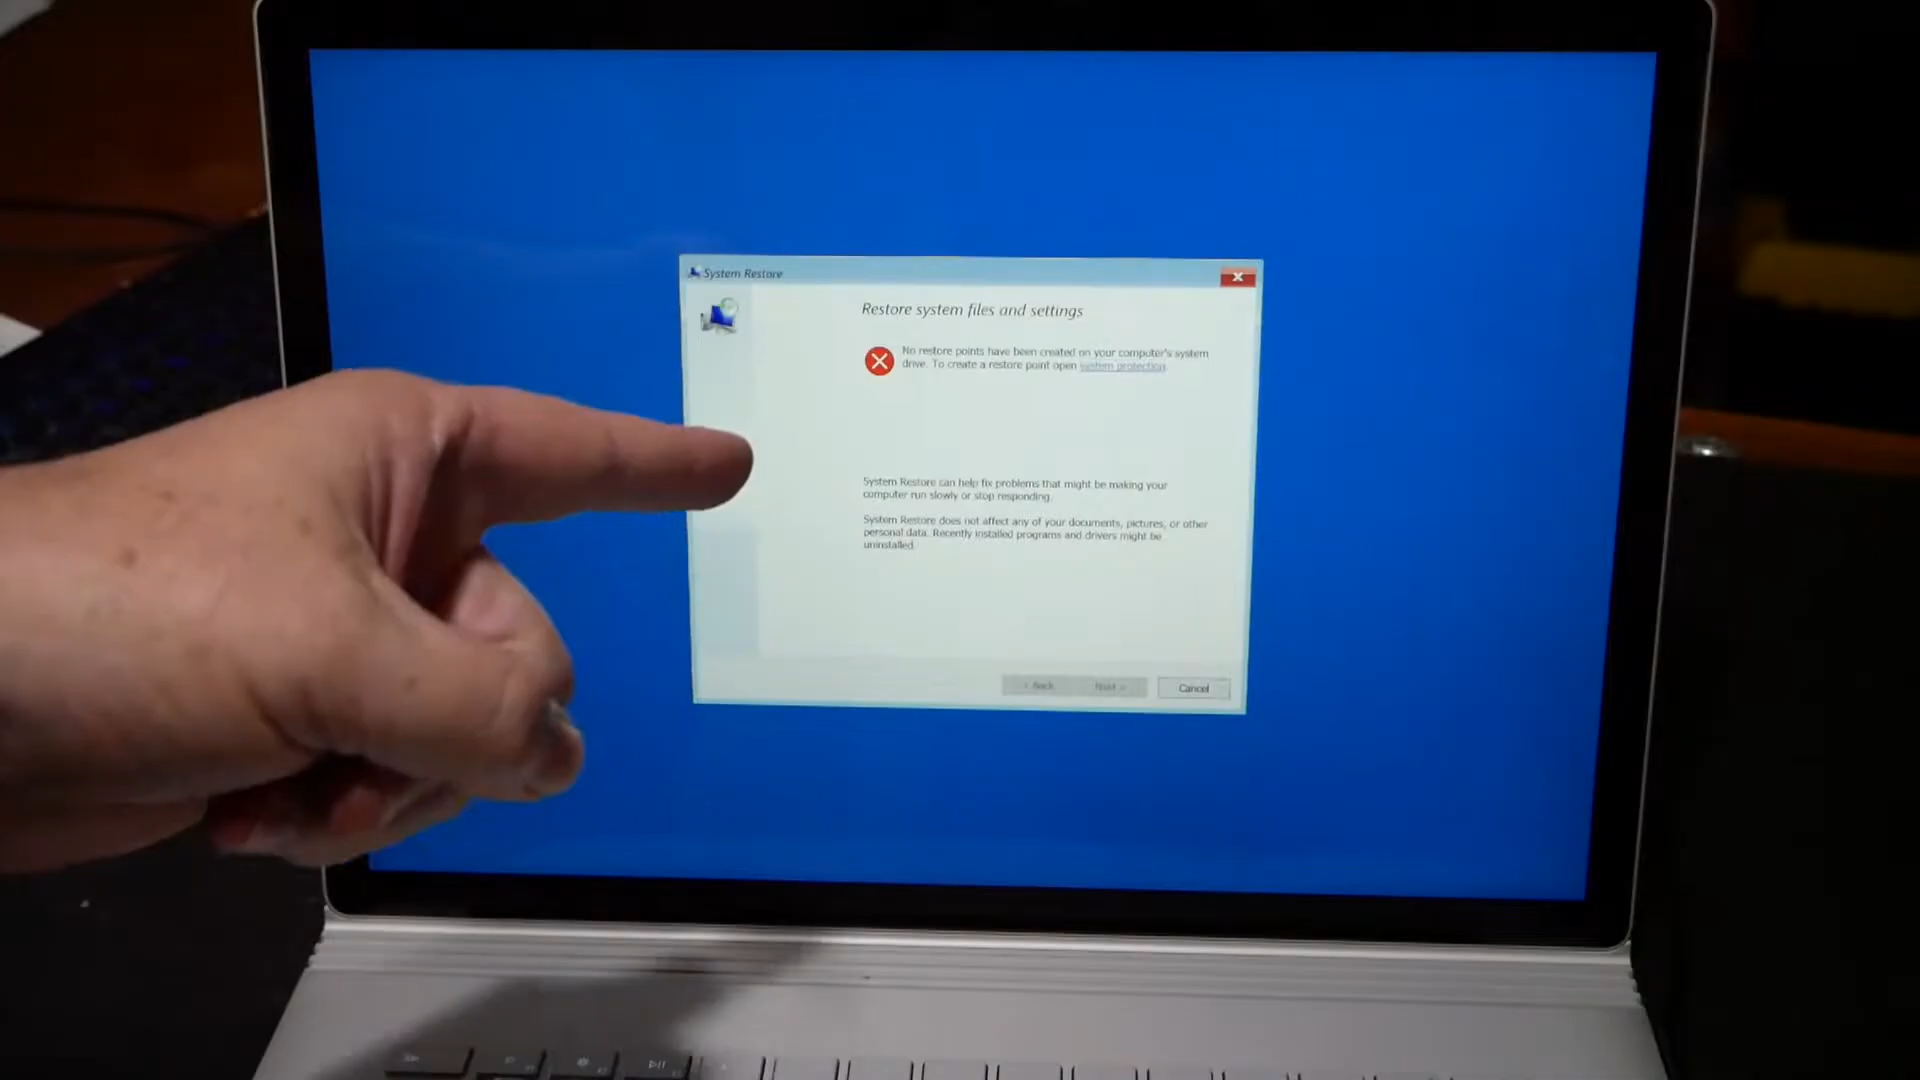 System Restore
Restore system files and settings
No restore points have been created on your computer's system
drive. To create a restore point open system protection.
System Restore can help fix problems that might be making your
computer run slowly or stop responding.
System Restore does not affect any of your documents, pictures, or other
personal data. Recently installed programs and drivers might be
uninstalled.
< Back Next > Cancel